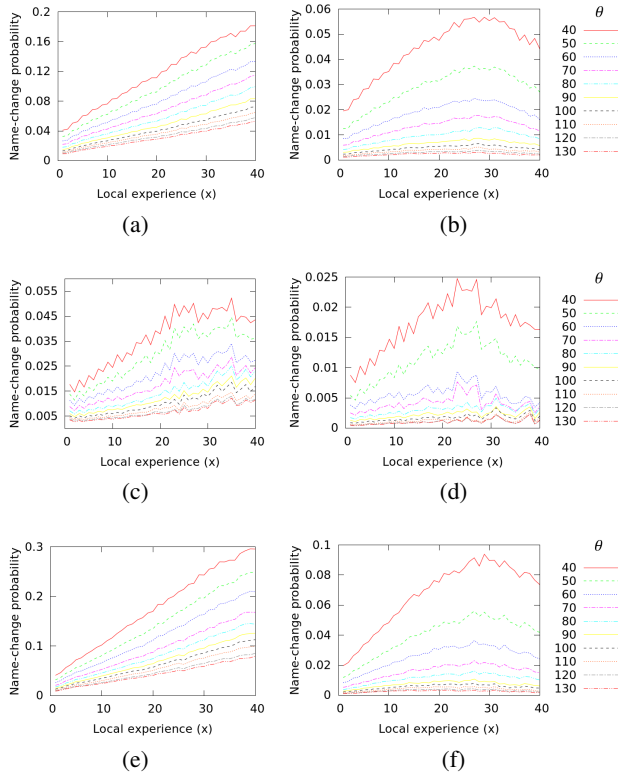 Name-change probability
0.2
0.16
0.12
0.08
0.04
0
0 10 20 30 40
Local experience (x)
(a)
Name-change probability
0.06
0.05
0.04
0.03
0.02
0.01
0
0 10 20 30 40
Local experience (x)
(b)
θ
40
50
60
70
80
90
100
110
120
130
Name-change probability
0.055
0.045
0.035
0.025
0.015
0.005
0 10 20 30 40
Local experience (x)
(c)
Name-change probability
0.025
0.02
0.015
0.01
0.005
0
0 10 20 30 40
Local experience (x)
(d)
θ
40
50
60
70
80
90
100
110
120
130
Name-change probability
0.3
0.2
0.1
0
0 10 20 30 40
Local experience (x)
(e)
Name-change probability
0.1
0.08
0.06
0.04
0.02
0
0 10 20 30 40
Local experience (x)
(f)
θ
40
50
60
70
80
90
100
110
120
130